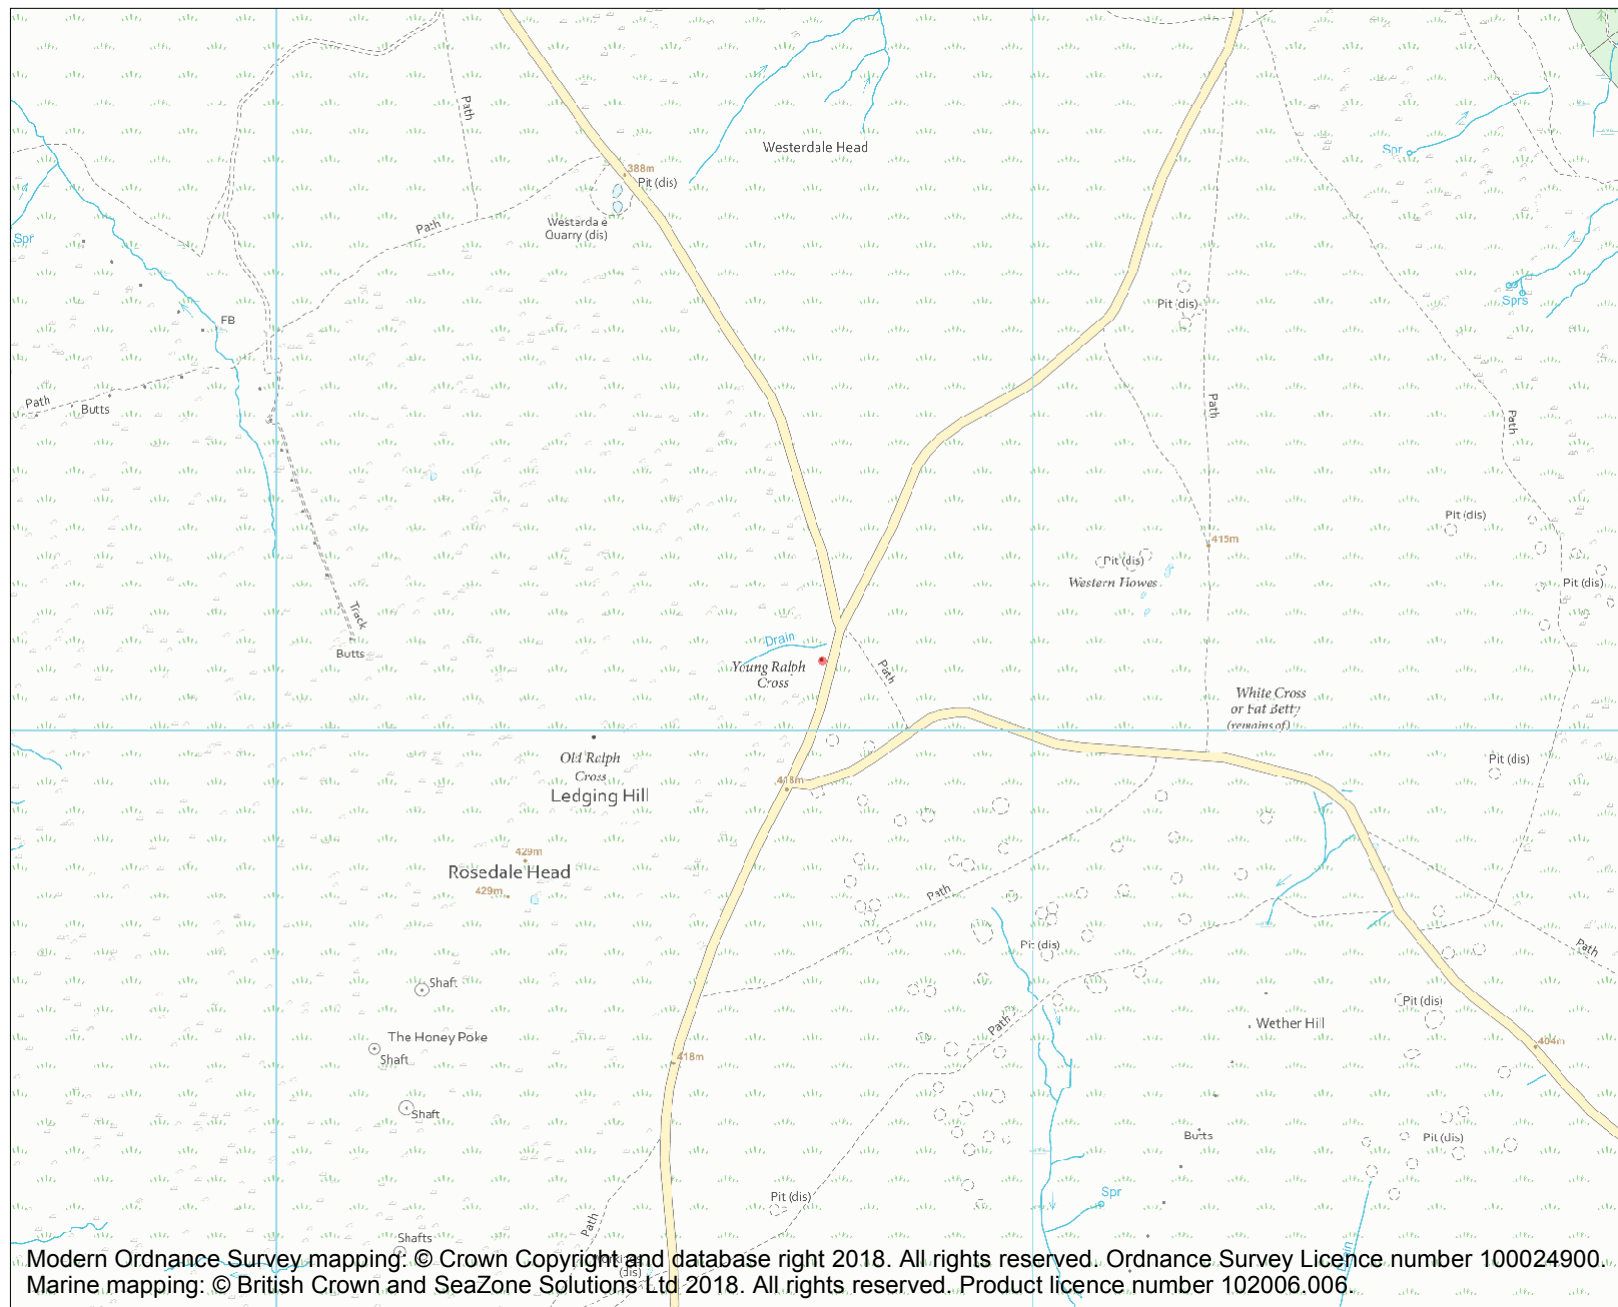 Path
Westerdale Head
Spr
388m
Pit (dis)
Westerdale
Quarry (dis)
Path
Spr
Sprs
Pit (dis)
FB
Path
Butts
Path
Path
Pit (dis)
415m
Pit (dis)
Western Howes
Pit (dis)
Track
Butts
Drain
Young Ralph
Cross
Path
White Cross
or Fat Betty
(remains of)
Old Ralph
Cross
Ledging Hill
418m
Pit (dis)
429m
Rosedale Head
429m
Path
Pit (dis)
Path
Shaft
Pit (dis)
Path
Wether Hill
The Honey Poke
Shaft
418m
404m
Shaft
Butts
Pit (dis)
Pit (dis)
Spr
Path
Shafts
(dis)
Drain
Modern Ordnance Survey mapping: © Crown Copyright and database right 2018. All rights reserved. Ordnance Survey Licence number 100024900.
Marine mapping: © British Crown and SeaZone Solutions Ltd 2018. All rights reserved. Product licence number 102006.006.